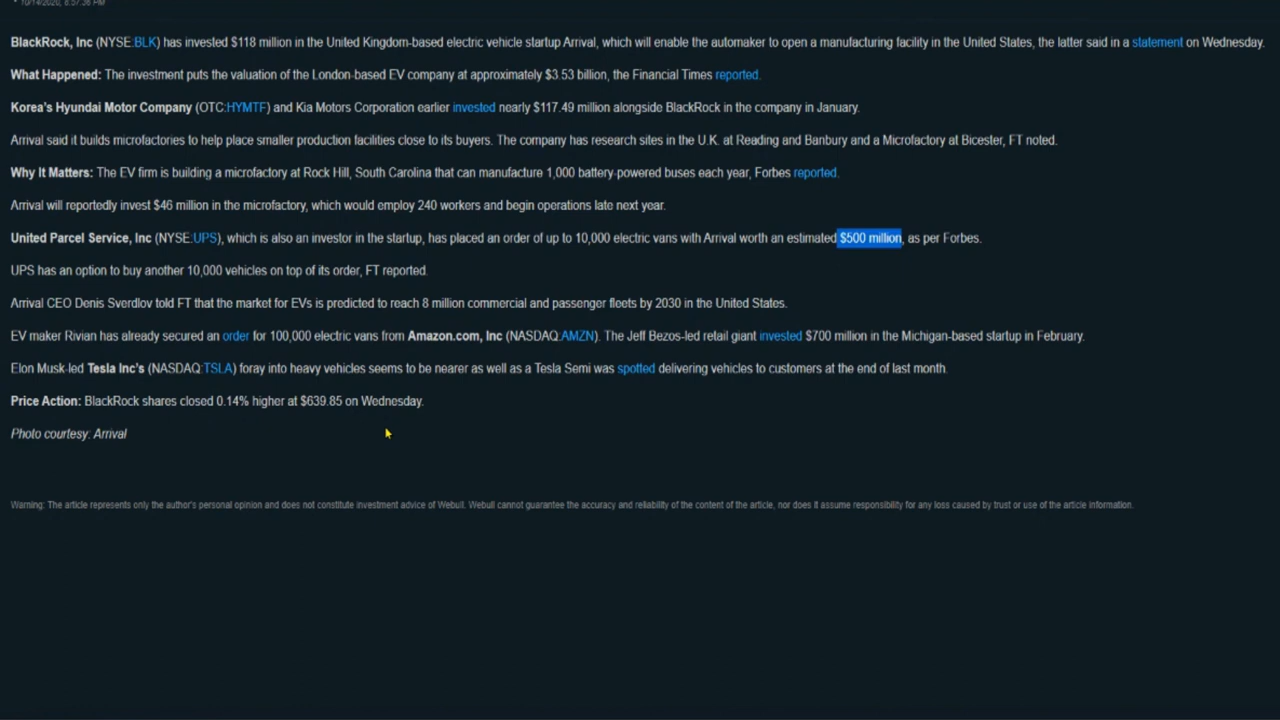 10/14/2020, 8:57:36 PM
BlackRock, Inc (NYSE:BLK) has invested $118 million in the United Kingdom-based electric vehicle startup Arrival, which will enable the automaker to open a manufacturing facility in the United States, the latter said in a statement on Wednesday.
What Happened: The investment puts the valuation of the London-based EV company at approximately $3.53 billion, the Financial Times reported.
Korea's Hyundai Motor Company (OTC:HYMTF) and Kia Motors Corporation earlier invested nearly $117.49 million alongside BlackRock in the company in January.
Arrival said it builds microfactories to help place smaller production facilities close to its buyers. The company has research sites in the U.K. at Reading and Banbury and a Microfactory at Bicester, FT noted.
Why It Matters: The EV firm is building a microfactory at Rock Hill, South Carolina that can manufacture 1,000 battery-powered buses each year, Forbes reported.
Arrival will reportedly invest $46 million in the microfactory, which would employ 240 workers and begin operations late next year.
United Parcel Service, Inc (NYSE:UPS), which is also an investor in the startup, has placed an order of up to 10,000 electric vans with Arrival worth an estimated $500 million, as per Forbes.
UPS has an option to buy another 10,000 vehicles on top of its order, FT reported.
Arrival CEO Denis Sverdlov told FT that the market for EVs is predicted to reach 8 million commercial and passenger fleets by 2030 in the United States.
EV maker Rivian has already secured an order for 100,000 electric vans from Amazon.com, Inc (NASDAQ:AMZN). The Jeff Bezos-led retail giant invested $700 million in the Michigan-based startup in February.
Elon Musk-led Tesla Inc's (NASDAQ:TSLA) foray into heavy vehicles seems to be nearer as well as a Tesla Semi was spotted delivering vehicles to customers at the end of last month.
Price Action: BlackRock shares closed 0.14% higher at $639.85 on Wednesday.
Photo courtesy: Arrival
Warning: The article represents only the author's personal opinion and does not constitute investment advice of Webull. Webull cannot guarantee the accuracy and reliability of the content of the article, nor does it assume responsibility for any loss caused by trust or use of the article information.